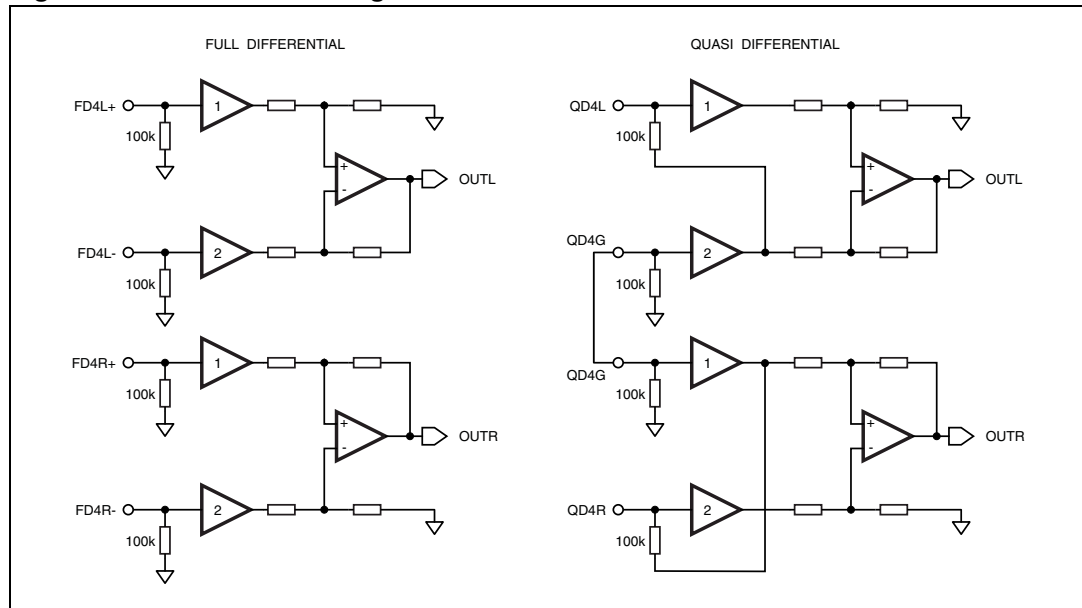 FULL DIFFERENTIAL
QUASI DIFFERENTIAL
FD4L+
1
100k
+
-
OUTL
FD4L-
2
100k
FD4R+
1
100k
+
-
OUTR
FD4R-
2
100k
QD4L
1
100k
+
-
OUTL
QD4G
2
100k
QD4G
1
100k
+
-
OUTR
QD4R
2
100k